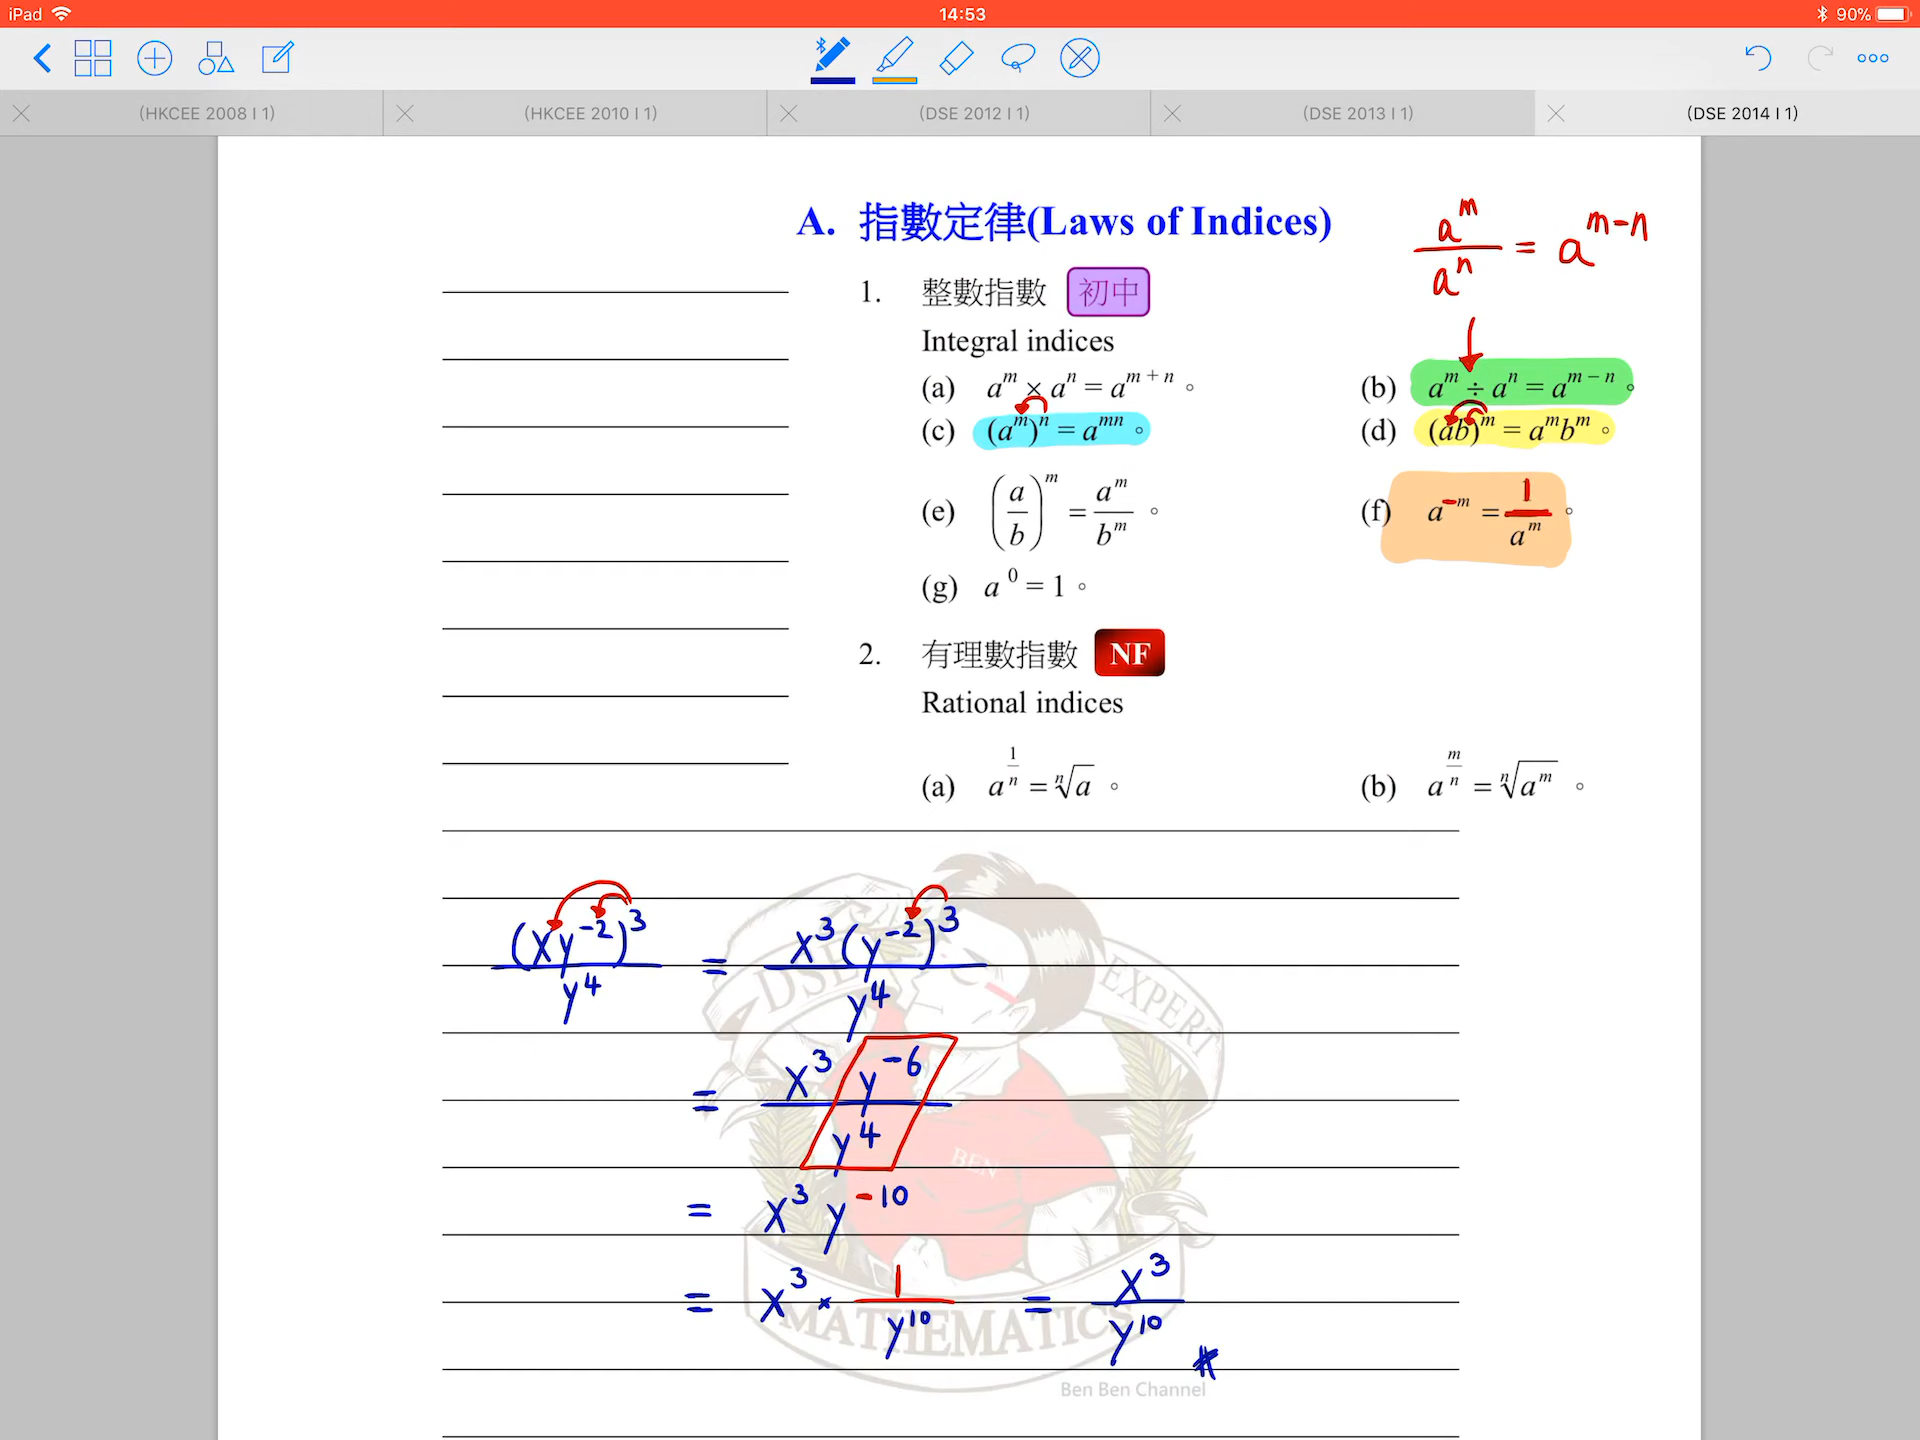 iPad 14:53 90%
(HKCEE 2008 I 1) (HKCEE 2010 I 1) (DSE 2012 I 1) (DSE 2013 I 1) (DSE 2014 I 1)
A. 指數定律(Laws of Indices)
a^m / a^n = a^(m-n)
1. 整數指數 初中
Integral indices
(a) a^m × a^n = a^(m + n) 。 (b) a^m ÷ a^n = a^(m − n) 。
(c) (a^m)^n = a^(mn) 。 (d) (ab)^m = a^m b^m 。
(e) (a/b)^m = a^m / b^m 。 (f) a^(−m) = 1 / a^m 。
(g) a^0 = 1 。
2. 有理數指數 NF
Rational indices
(a) a^(1/n) = ⁿ√a 。 (b) a^(m/n) = ⁿ√(a^m) 。
(xy^(-2))^3 / y^4 = x^3 (y^(-2))^3 / y^4
= x^3 y^(-6) / y^4
= x^3 y^(-10)
= x^3 × 1 / y^10 = x^3 / y^10 #
DSE EXPERT
BEN
MATHEMATICS
Ben Ben Channel